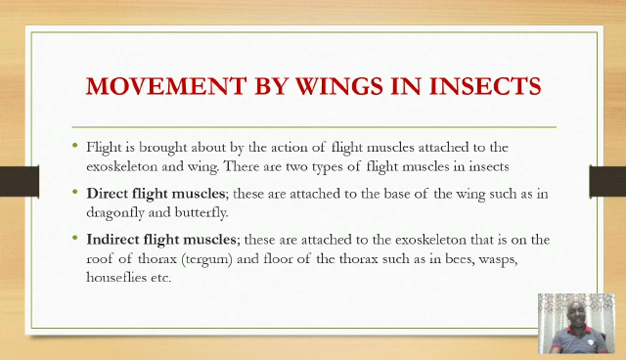 MOVEMENT BY WINGS IN INSECTS
• Flight is brought about by the action of flight muscles attached to the
exoskeleton and wing. There are two types of flight muscles in insects
• Direct flight muscles; these are attached to the base of the wing such as in
dragonfly and butterfly.
• Indirect flight muscles; these are attached to the exoskeleton that is on the
roof of thorax (tergum) and floor of the thorax such as in bees, wasps,
houseflies etc.